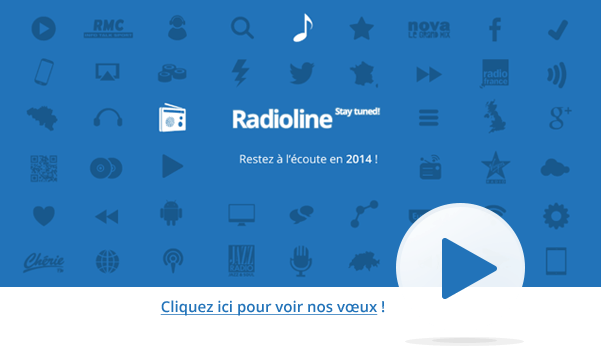 RMC
nova
Radioline Stay tuned!
radio
france
g+
Restez à l'écoute en 2014 !
JAZZ
RADIO
Chérie
Cliquez ici pour voir nos vœux !